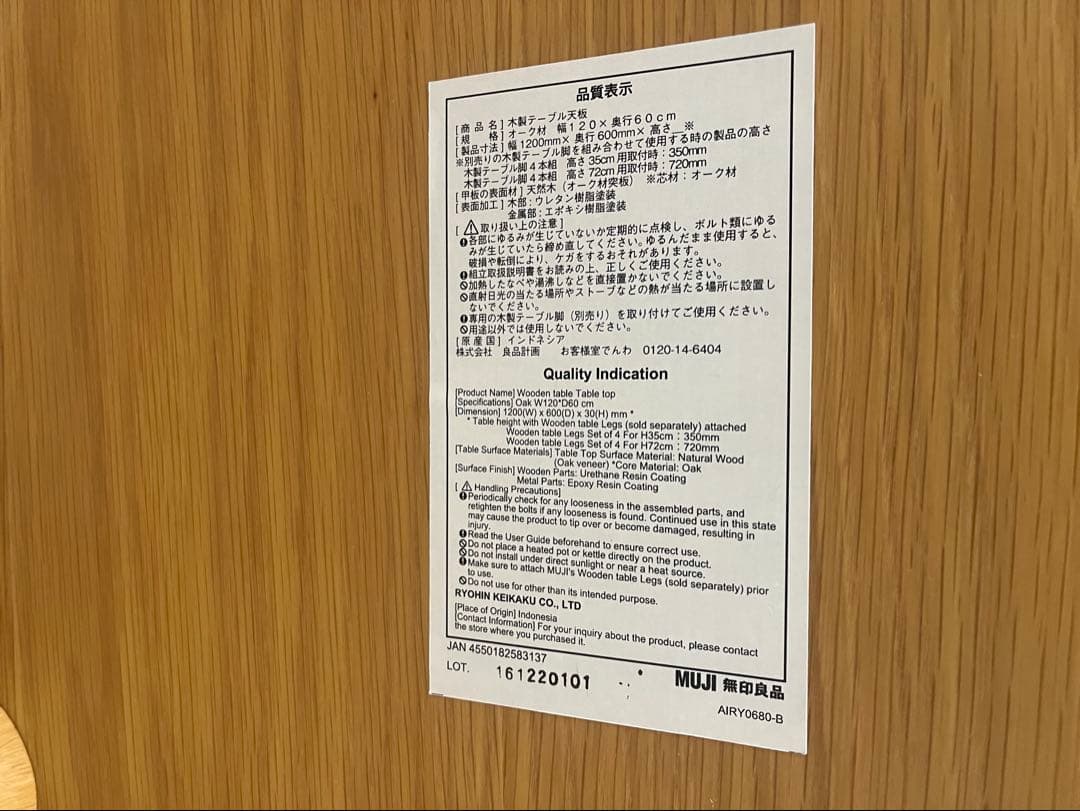 品質表示
[商品名] 木製テーブル天板
[規格] オーク材 幅120×奥行60cm
[製品寸法] 幅1200mm×奥行600mm×高さ__※
※別売りの木製テーブル脚を組み合わせて使用する時の製品の高さ
木製テーブル脚4本組 高さ35cm用取付時:350mm
木製テーブル脚4本組 高さ72cm用取付時:720mm
[甲板の表面材] 天然木(オーク材突板) ※芯材:オーク材
[表面加工] 木部:ウレタン樹脂塗装
金属部:エポキシ樹脂塗装
[⚠取り扱い上の注意]
各部にゆるみが生じていないか定期的に点検し、ボルト類にゆる
みが生じていたら締め直してください。ゆるんだまま使用すると、
破損や転倒により、ケガをするおそれがあります。
組立取扱説明書をお読みの上、正しくご使用ください。
加熱したなべや湯沸しなどを直接置かないでください。
直射日光の当たる場所やストーブなどの熱が当たる場所に設置し
ないでください。
専用の木製テーブル脚(別売り)を取り付けてご使用ください。
用途以外では使用しないでください。
[原産国] インドネシア
株式会社 良品計画 お客様室でんわ 0120-14-6404
Quality Indication
[Product Name] Wooden table Table top
[Specifications] Oak W120*D60 cm
[Dimension] 1200(W) x 600(D) x 30(H) mm *
* Table height with Wooden table Legs (sold separately) attached
Wooden table Legs Set of 4 For H35cm : 350mm
Wooden table Legs Set of 4 For H72cm : 720mm
[Table Surface Materials] Table Top Surface Material: Natural Wood
(Oak veneer) *Core Material: Oak
[Surface Finish] Wooden Parts: Urethane Resin Coating
Metal Parts: Epoxy Resin Coating
[ ⚠ Handling Precautions]
Periodically check for any looseness in the assembled parts, and
retighten the bolts if any looseness is found. Continued use in this state
may cause the product to tip over or become damaged, resulting in
injury.
Read the User Guide beforehand to ensure correct use.
Do not place a heated pot or kettle directly on the product.
Do not install under direct sunlight or near a heat source.
Make sure to attach MUJI's Wooden table Legs (sold separately) prior
to use.
Do not use for other than its intended purpose.
RYOHIN KEIKAKU CO., LTD
[Place of Origin] Indonesia
[Contact Information] For your inquiry about the product, please contact
the store where you purchased it.
JAN 4550182583137
LOT. 161220101
MUJI 無印良品
AIRY0680-B